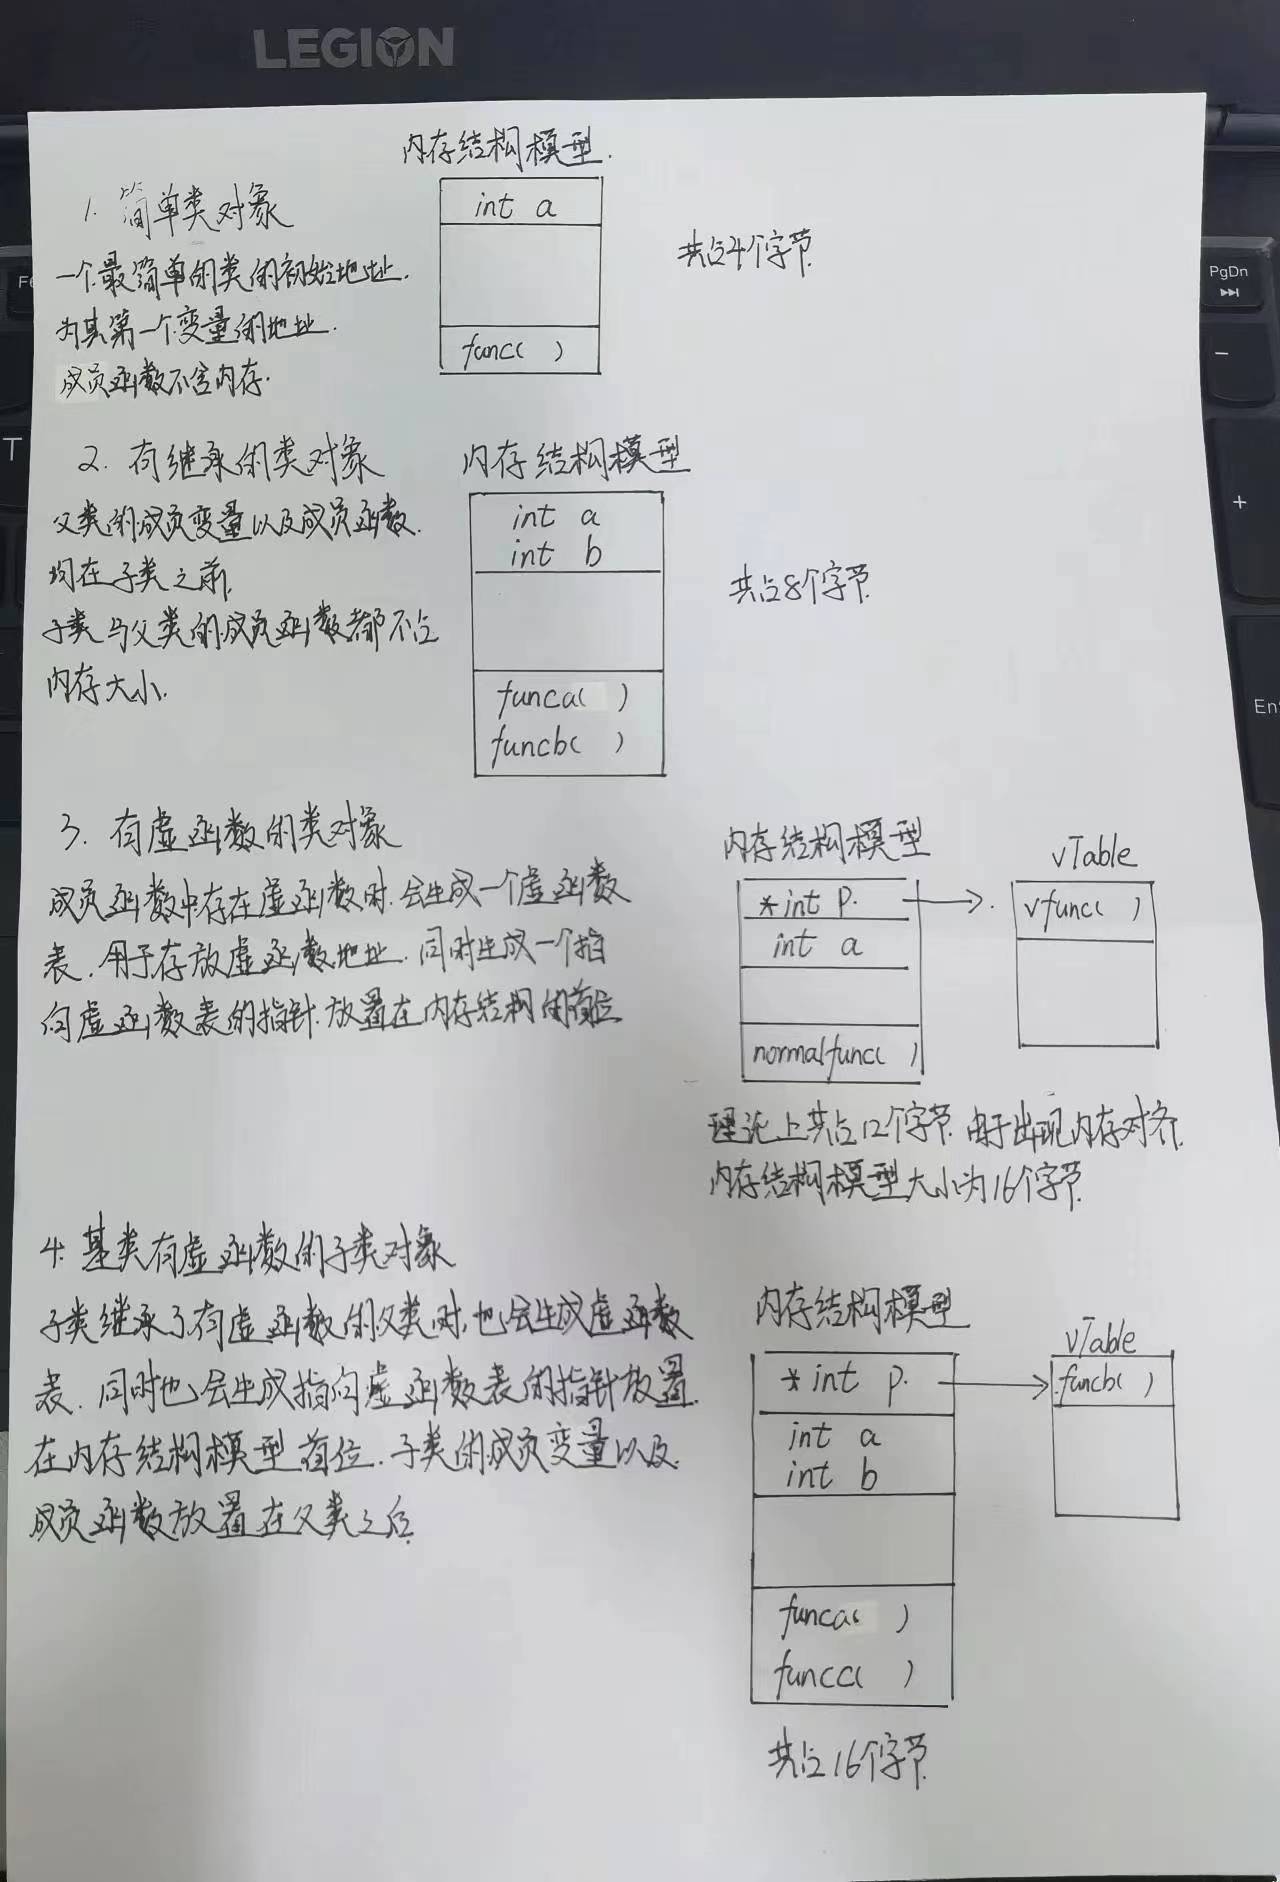 LEGION
内存结构模型.
1. 简单类对象
int a
共占4个字节
一个最简单的类的初始地址.
为其第一个变量的地址.
func( )
成员函数不含内存.
2. 有继承的类对象
内存结构模型
父类的成员变量以及成员函数.
int a
int b
均在子类之前.
共占8个字节
子类与父类的成员函数都不占
内存大小.
funca( )
funcb( )
3. 有虚函数的类对象
内存结构模型
vTable
成员函数中存在虚函数时.会生成一个虚函数
*int p.
vfunc( )
表.用于存放虚函数地址.同时生成一个指
int a
向虚函数表的指针.放置在内存结构的首位
normalfunc( )
理论上共占12个字节.由于出现内存对齐.
内存结构模型大小为16个字节.
4. 基类有虚函数的子类对象
子类继承了有虚函数的父类时,也会生成虚函数
内存结构模型
vTable
表.同时也会生成指向虚函数表的指针放置.
*int p.
funcb( )
在内存结构模型首位.子类的成员变量以及.
int a
int b
成员函数放置在父类之后.
funca( )
funcc( )
共占16个字节.
PgDn
T
+
−